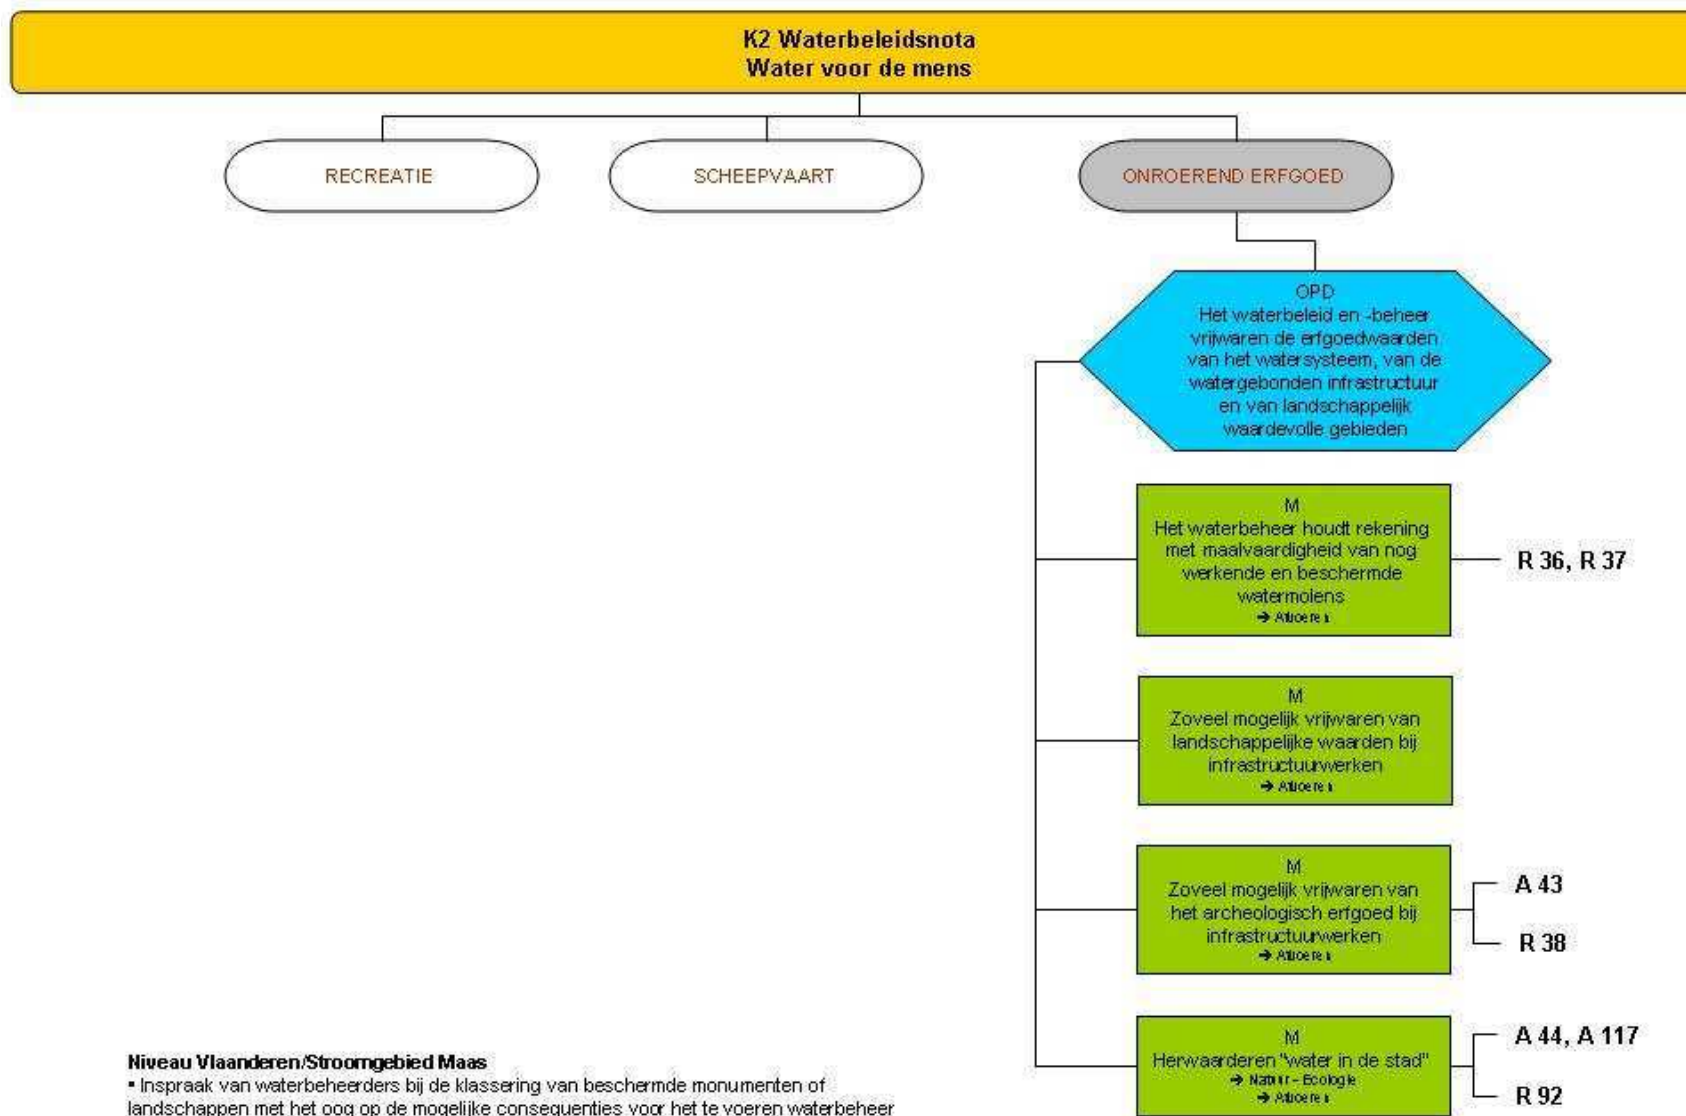 K2 Waterbeleidsnota
Water voor de mens
RECREATIE
SCHEEPVAART
ONROEREND ERFGOED
OPD
Het waterbeleid en -beheer
vrijwaren de erfgoedwaarden
van het watersysteem, van de
watergebonden infrastructuur
en van landschappelijk
waardevolle gebieden
M
Het waterbeheer houdt rekening
met maalvaardigheid van nog
werkende en beschermde
watermolens
→ Afvoeren
R 36, R 37
M
Zoveel mogelijk vrijwaren van
landschappelijke waarden bij
infrastructuurwerken
→ Afvoeren
M
Zoveel mogelijk vrijwaren van
het archeologisch erfgoed bij
infrastructuurwerken
→ Afvoeren
A 43
R 38
M
Herwaarderen "water in de stad"
→ Natuur - Ecologie
→ Afvoeren
A 44, A 117
R 92
Niveau Vlaanderen/Stroomgebied Maas
▪ Inspraak van waterbeheerders bij de klassering van beschermde monumenten of
landschappen met het oog op de mogelijke consequenties voor het te voeren waterbeheer